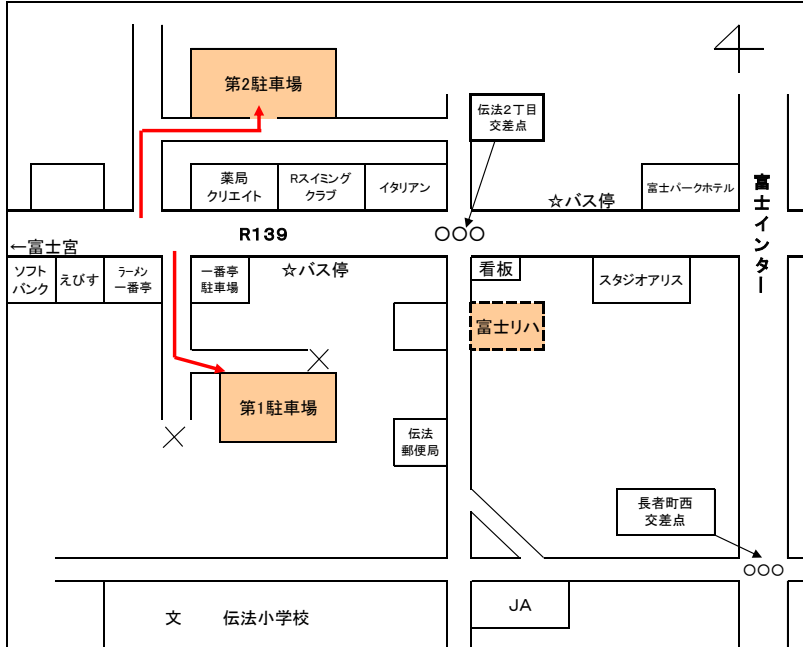 第2駐車場
伝法2丁目
交差点
薬局
クリエイト
Rスイミング
クラブ
イタリアン
☆バス停
富士パークホテル
富士インター
R139
○○○
←富士宮
ソフト
バンク
えびす
ラーメン
一番亭
一番亭
駐車場
☆バス停
看板
スタジオアリス
富士リハ
第1駐車場
伝法
郵便局
長者町西
交差点
○○○
文 伝法小学校
JA